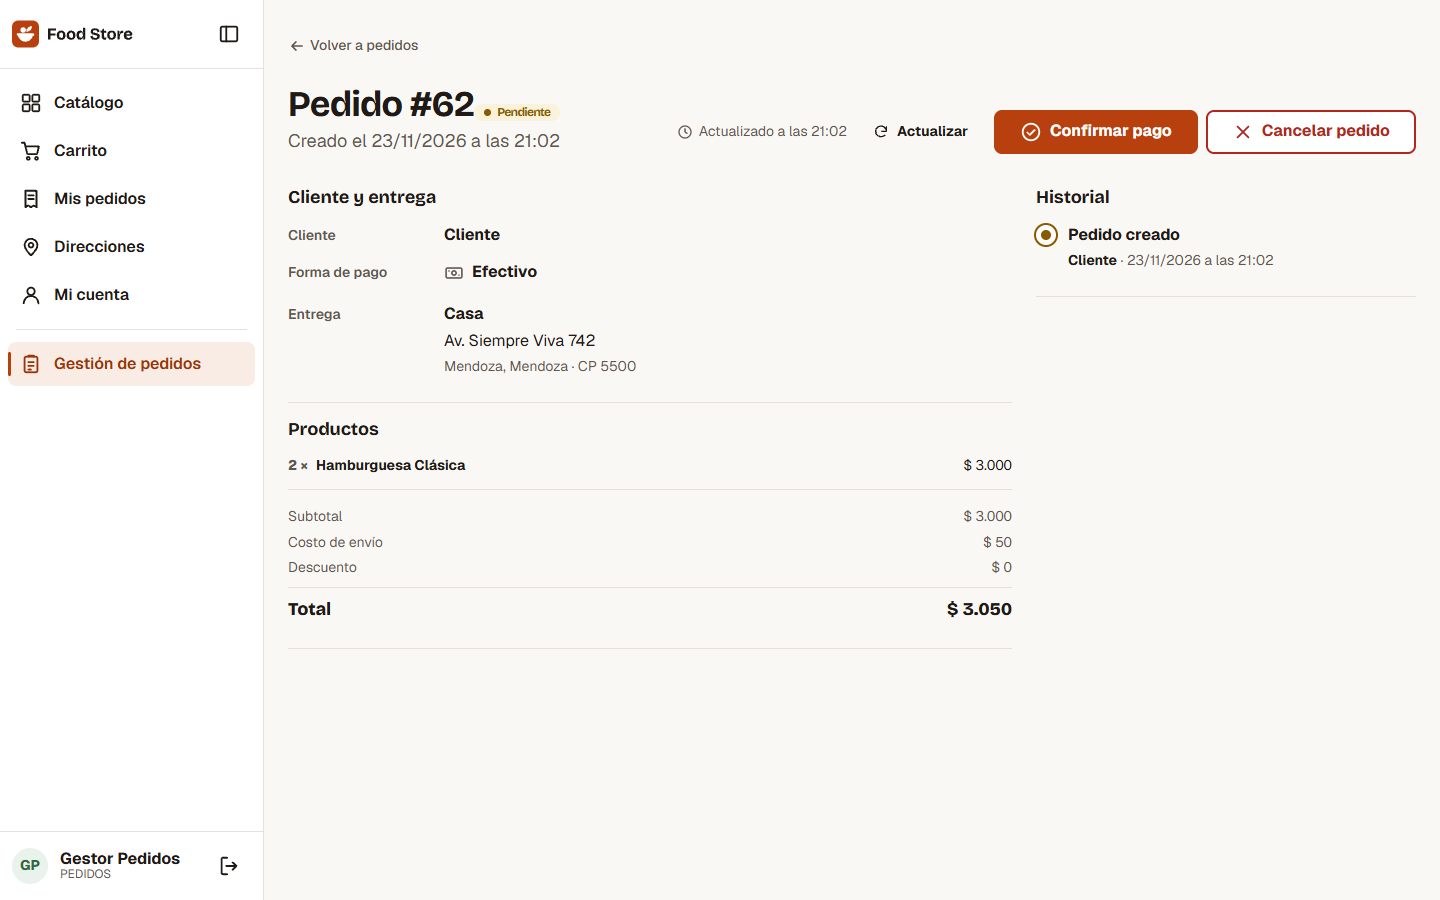 Food Store
Catálogo
Carrito
Mis pedidos
Direcciones
Mi cuenta
Gestión de pedidos
GP
Gestor Pedidos
PEDIDOS
Volver a pedidos
Pedido #62
Pendiente
Creado el 23/11/2026 a las 21:02
Actualizado a las 21:02
Actualizar
Confirmar pago
Cancelar pedido
Cliente y entrega
Cliente Cliente
Forma de pago Efectivo
Entrega Casa
Av. Siempre Viva 742
Mendoza, Mendoza · CP 5500
Productos
2 × Hamburguesa Clásica $ 3.000
Subtotal $ 3.000
Costo de envío $ 50
Descuento $ 0
Total $ 3.050
Historial
Pedido creado
Cliente · 23/11/2026 a las 21:02